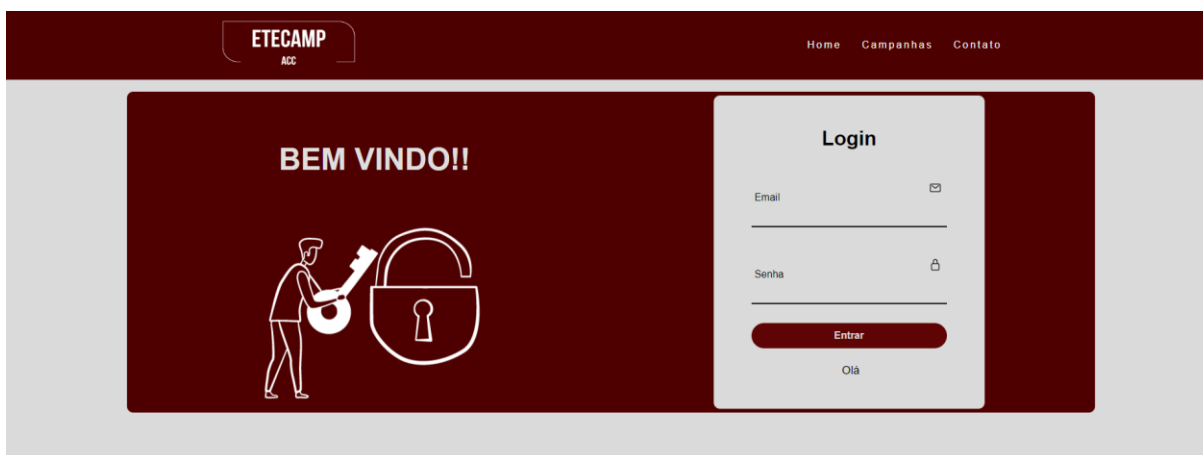 ETECAMP
ACC
Home Campanhas Contato
BEM VINDO!!
Login
Email
Senha
Entrar
Olá